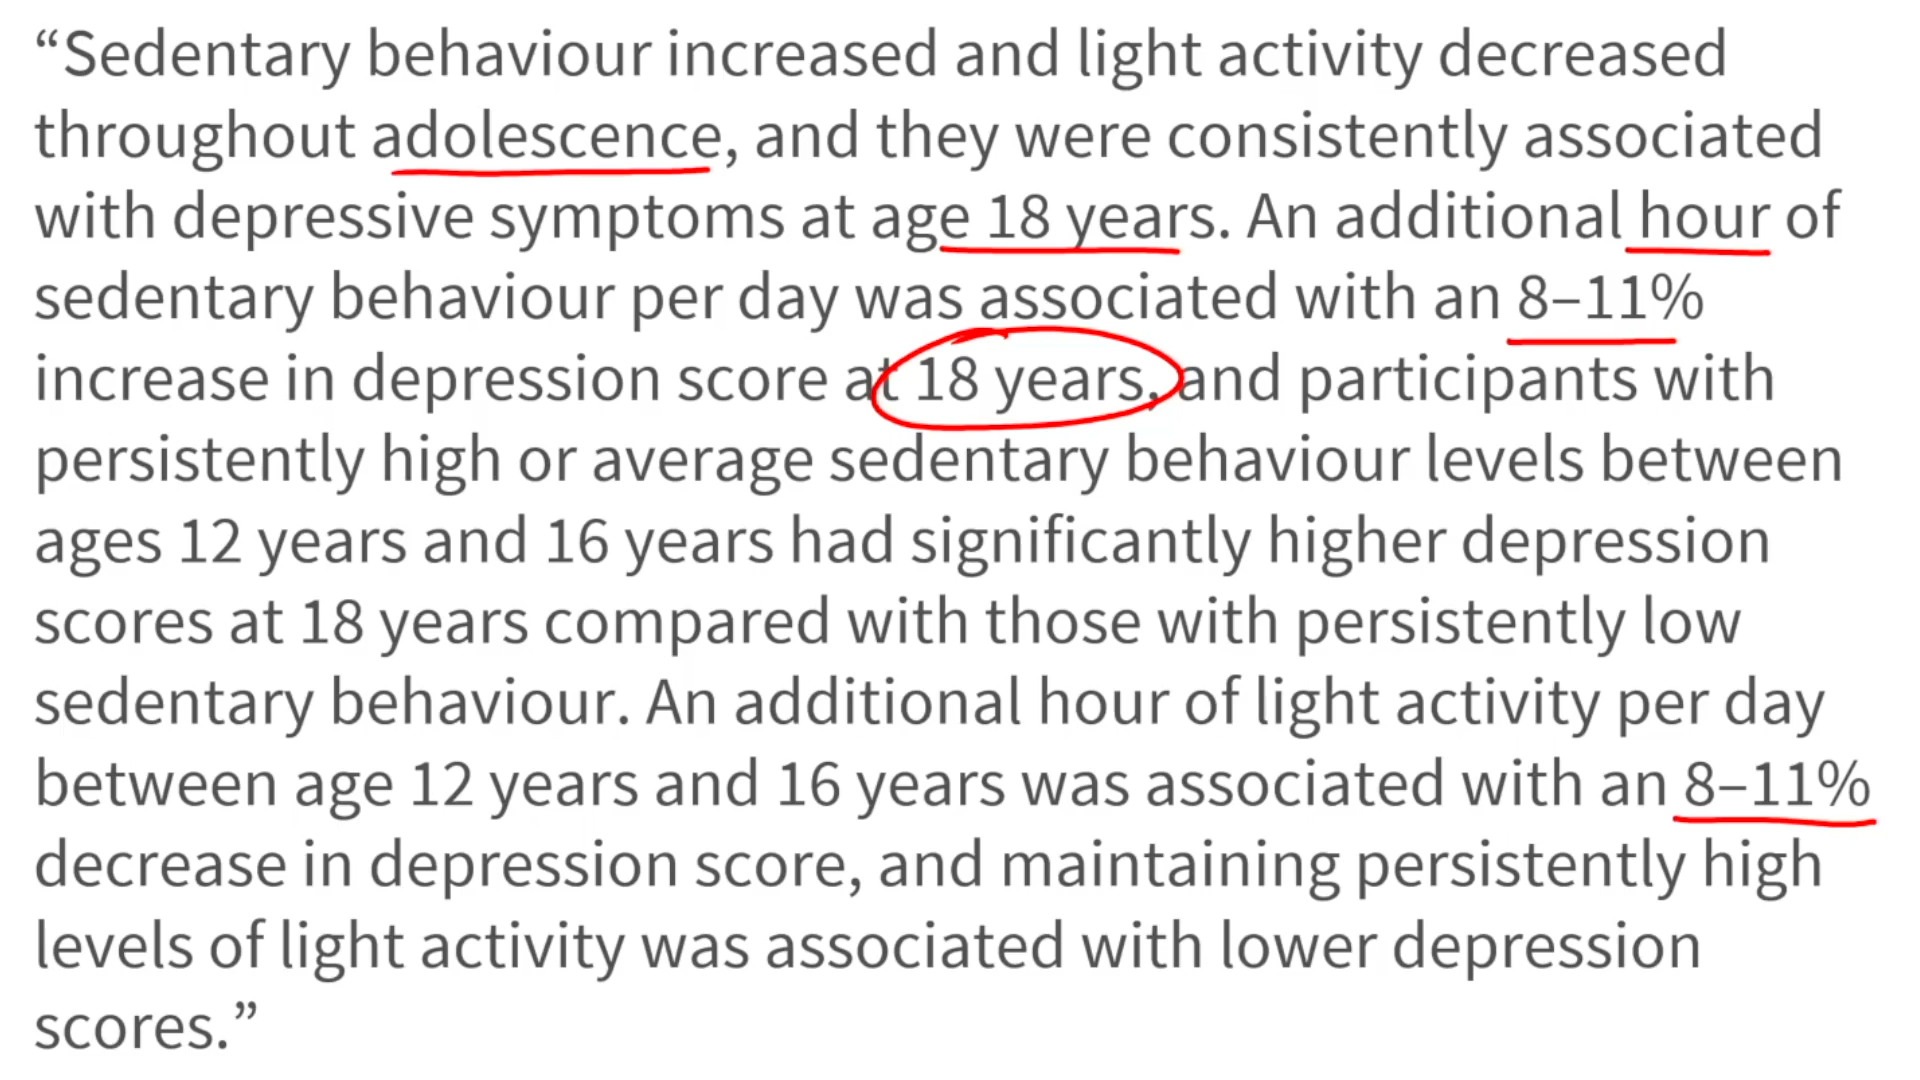 “Sedentary behaviour increased and light activity decreased
throughout adolescence, and they were consistently associated
with depressive symptoms at age 18 years. An additional hour of
sedentary behaviour per day was associated with an 8–11%
increase in depression score at 18 years, and participants with
persistently high or average sedentary behaviour levels between
ages 12 years and 16 years had significantly higher depression
scores at 18 years compared with those with persistently low
sedentary behaviour. An additional hour of light activity per day
between age 12 years and 16 years was associated with an 8–11%
decrease in depression score, and maintaining persistently high
levels of light activity was associated with lower depression
scores.”